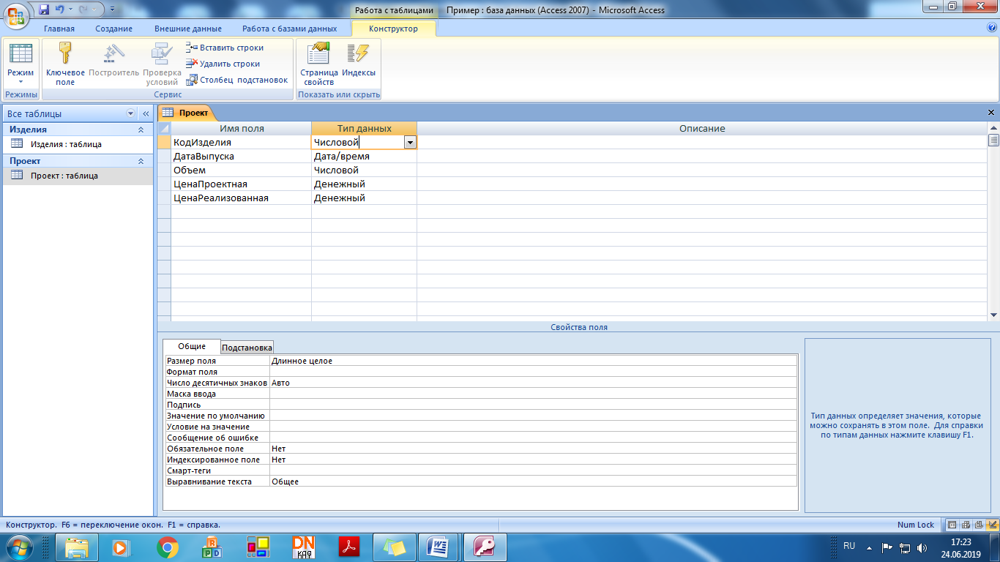 Работа с таблицами Пример : база данных (Access 2007) - Microsoft Access
Главная Создание Внешние данные Работа с базами данных Конструктор
Режим
Ключевое поле
Построитель
Проверка условий
Вставить строки
Удалить строки
Столбец подстановок
Страница свойств
Индексы
Режимы Сервис Показать или скрыть
Все таблицы
Изделия
Изделия : таблица
Проект
Проект : таблица
Проект
Имя поля Тип данных Описание
КодИзделия Числовой
ДатаВыпуска Дата/время
Объем Числовой
ЦенаПроектная Денежный
ЦенаРеализованная Денежный
Свойства поля
Общие Подстановка
Размер поля Длинное целое
Формат поля
Число десятичных знаков Авто
Маска ввода
Подпись
Значение по умолчанию
Условие на значение
Сообщение об ошибке
Обязательное поле Нет
Индексированное поле Нет
Смарт-теги
Выравнивание текста Общее
Тип данных определяет значения, которые
можно сохранять в этом поле. Для справки
по типам данных нажмите клавишу F1.
Конструктор. F6 = переключение окон. F1 = справка. Num Lock
RU
17:23
24.06.2019